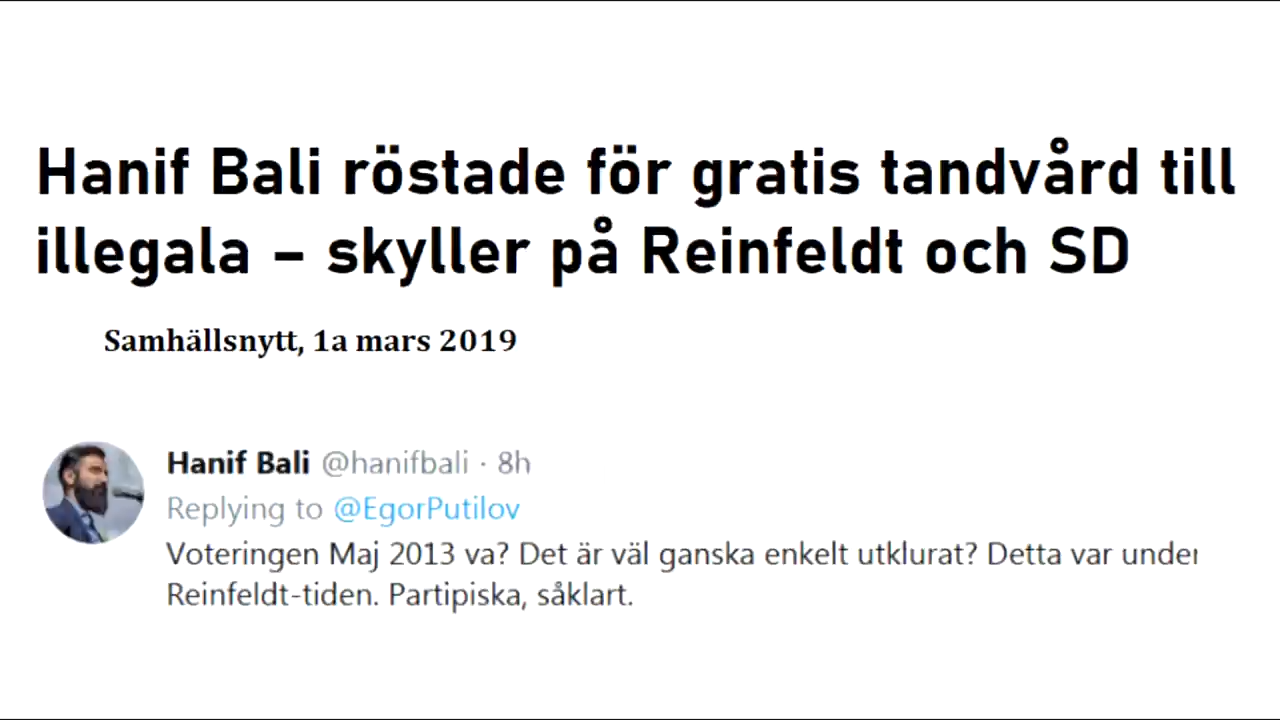 Hanif Bali röstade för gratis tandvård till
illegala – skyller på Reinfeldt och SD
Samhällsnytt, 1a mars 2019
Hanif Bali @hanifbali · 8h
Replying to @EgorPutilov
Voteringen Maj 2013 va? Det är väl ganska enkelt utklurat? Detta var under
Reinfeldt-tiden. Partipiska, såklart.